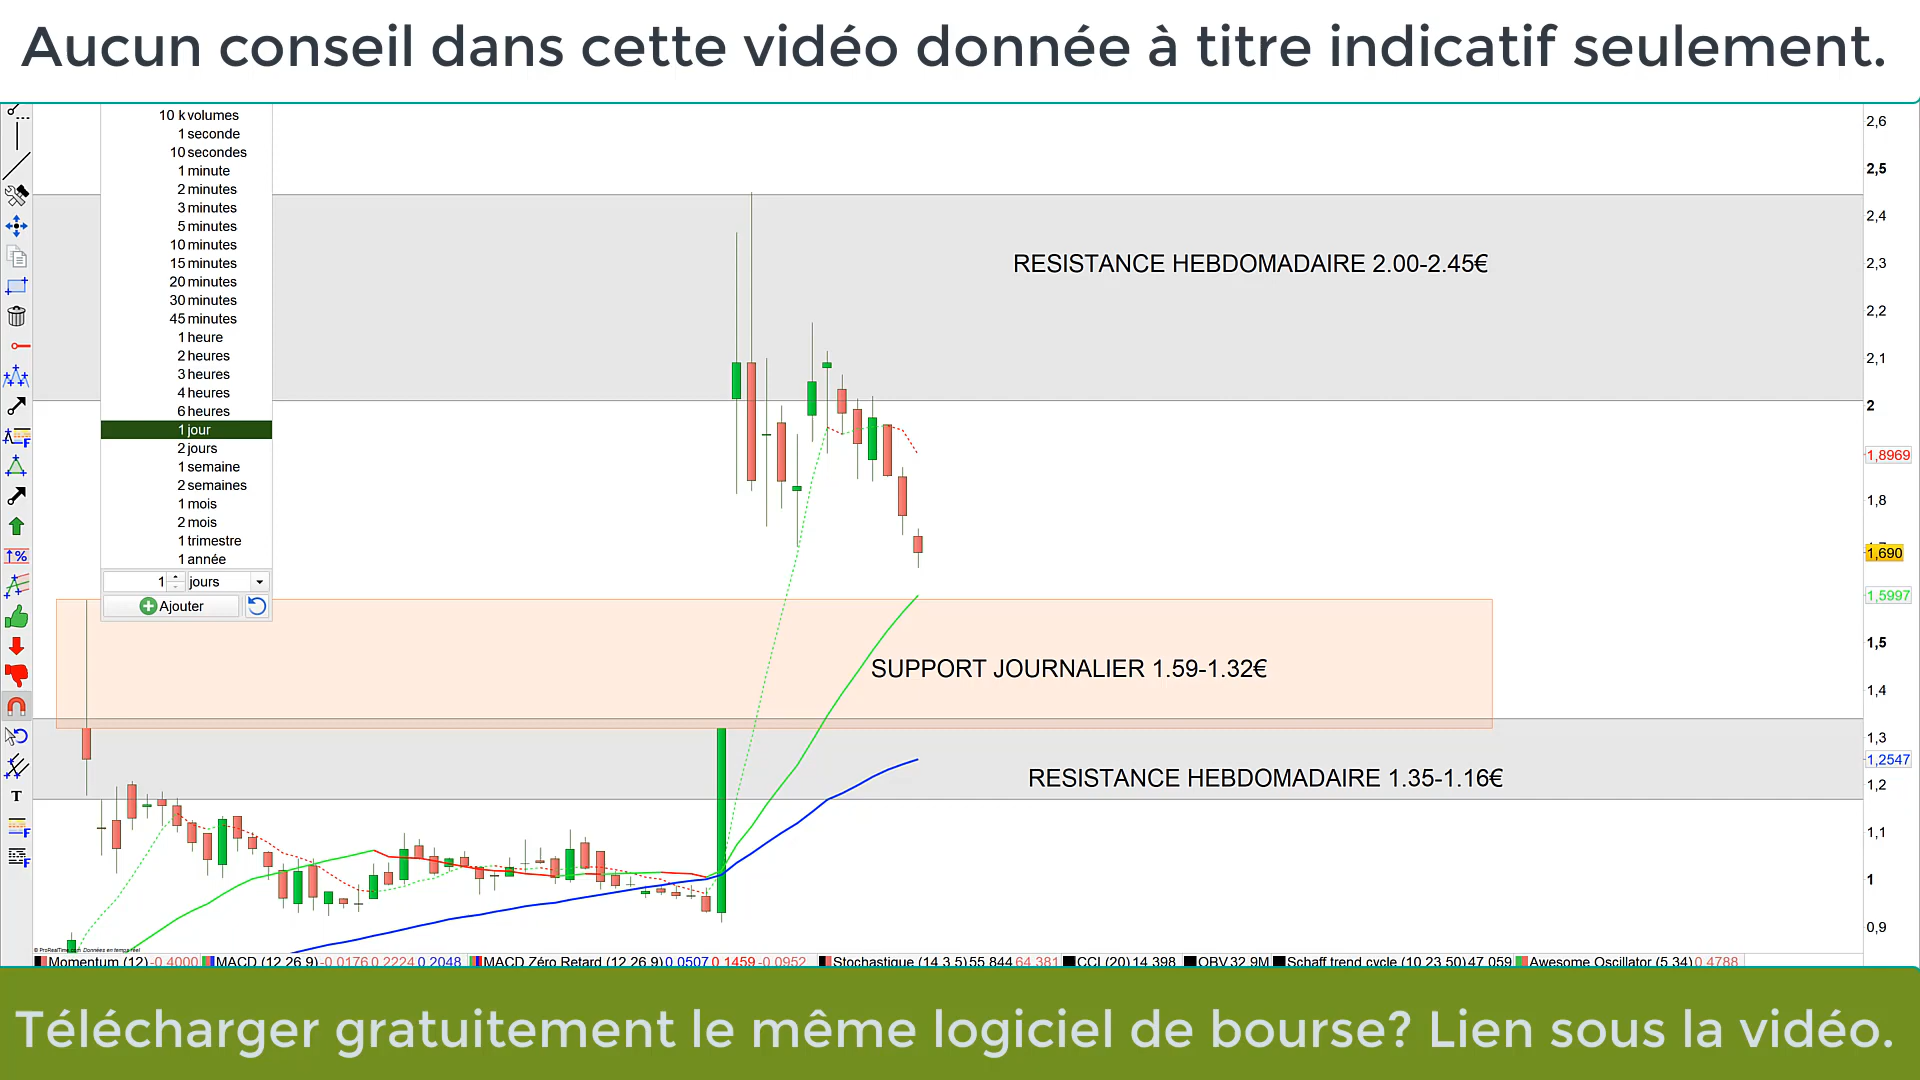 Aucun conseil dans cette vidéo donnée à titre indicatif seulement.
10 k volumes
1 seconde
10 secondes
1 minute
2 minutes
3 minutes
5 minutes
10 minutes
15 minutes
20 minutes
30 minutes
45 minutes
1 heure
2 heures
3 heures
4 heures
6 heures
1 jour
2 jours
1 semaine
2 semaines
1 mois
2 mois
1 trimestre
1 année
1 jours
Ajouter
RESISTANCE HEBDOMADAIRE 2.00-2.45€
SUPPORT JOURNALIER 1.59-1.32€
RESISTANCE HEBDOMADAIRE 1.35-1.16€
2,6
2,5
2,4
2,3
2,2
2,1
2
1,8969
1,8
1,690
1,5997
1,5
1,4
1,3
1,2547
1,2
1,1
1
0,9
© ProRealTime.com Données en temps réel
Momentum (12) -0,4000 MACD (12 26 9) -0,0176 0,2224 0,2048 MACD Zéro Retard (12 26 9) 0,0507 0,1459 -0,0952 Stochastique (14 3 5) 55,844 64,381 CCI (20) 14,398 OBV 32,9M Schaff trend cycle (10 23 50) 47,059 Awesome Oscillator (5 34) 0,4788
Télécharger gratuitement le même logiciel de bourse? Lien sous la vidéo.